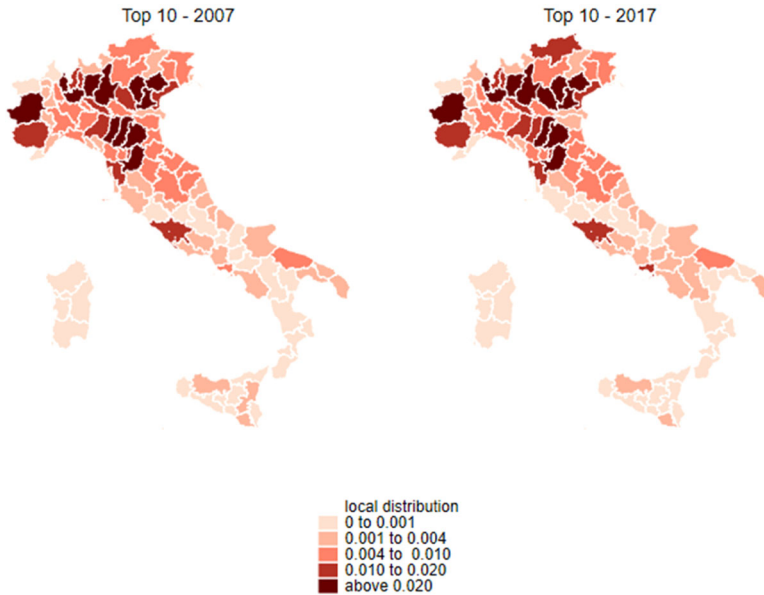 Top 10 - 2007
Top 10 - 2017
local distribution
0 to 0.001
0.001 to 0.004
0.004 to 0.010
0.010 to 0.020
above 0.020